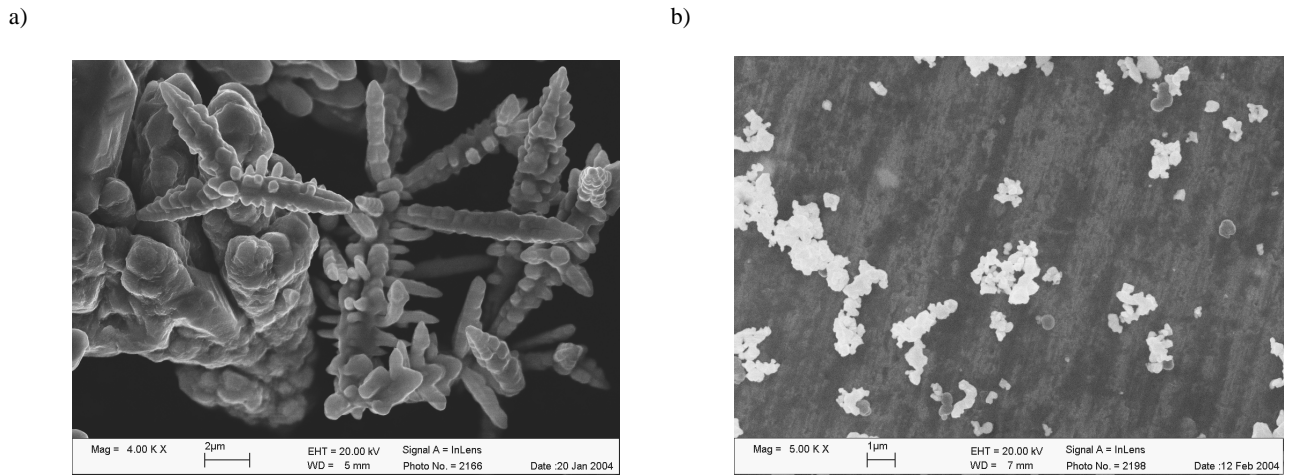 a)
b)
Mag = 4.00 K X
2µm
EHT = 20.00 kV
Signal A = InLens
WD = 5 mm
Photo No. = 2166
Date :20 Jan 2004
Mag = 5.00 K X
1µm
EHT = 20.00 kV
Signal A = InLens
WD = 7 mm
Photo No. = 2198
Date :12 Feb 2004